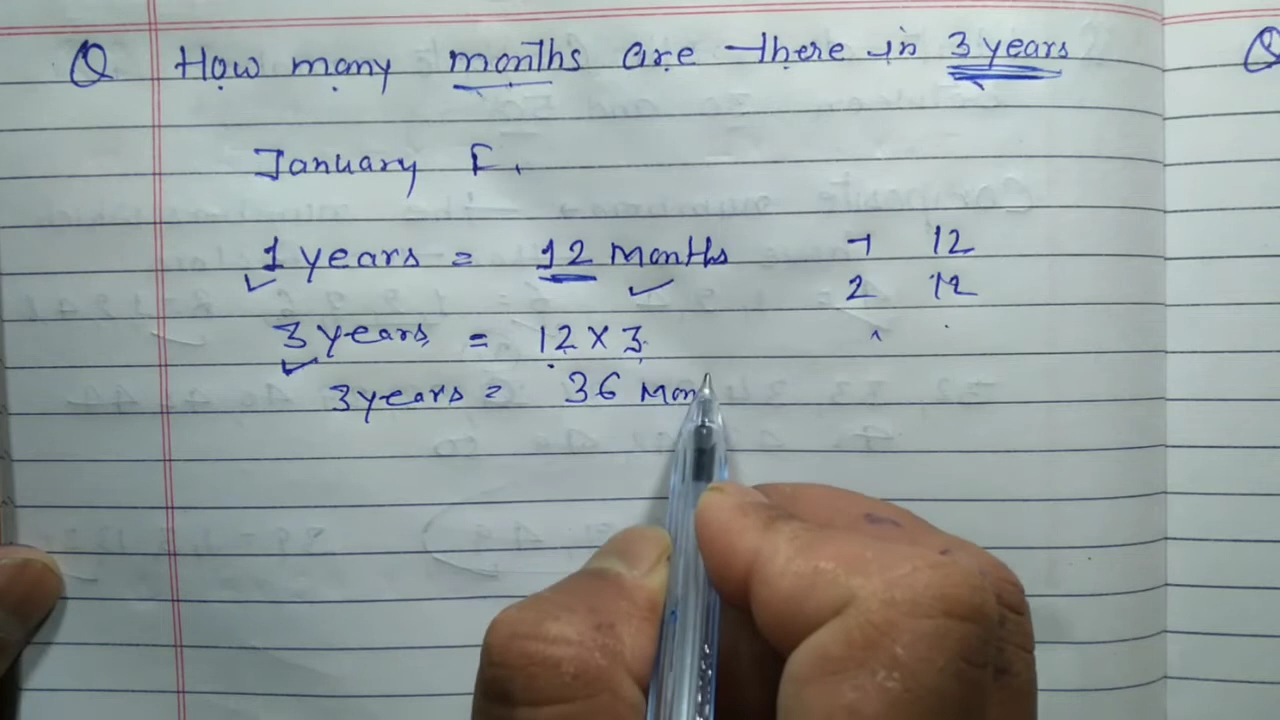 Q How many months are there in 3 years
January F.
1 years = 12 Months 1 12
2 12
3 years = 12 × 3
3 years = 36 Mon